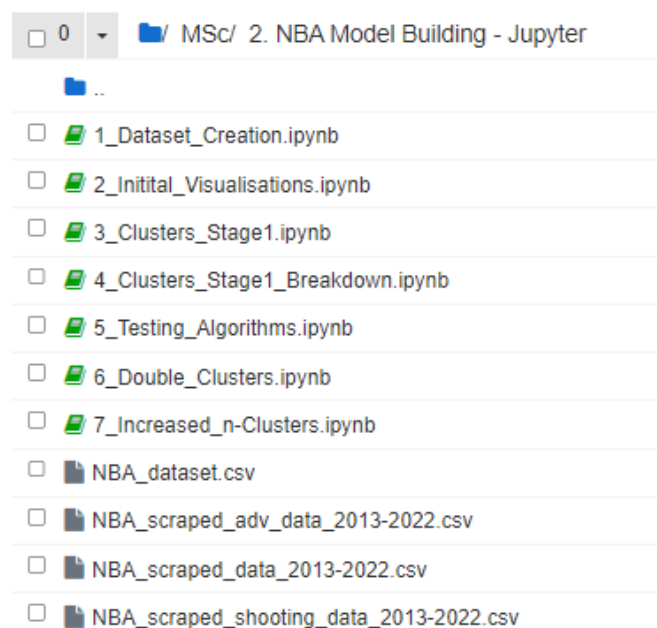 0 / MSc/ 2. NBA Model Building - Jupyter
..
1_Dataset_Creation.ipynb
2_Initital_Visualisations.ipynb
3_Clusters_Stage1.ipynb
4_Clusters_Stage1_Breakdown.ipynb
5_Testing_Algorithms.ipynb
6_Double_Clusters.ipynb
7_Increased_n-Clusters.ipynb
NBA_dataset.csv
NBA_scraped_adv_data_2013-2022.csv
NBA_scraped_data_2013-2022.csv
NBA_scraped_shooting_data_2013-2022.csv